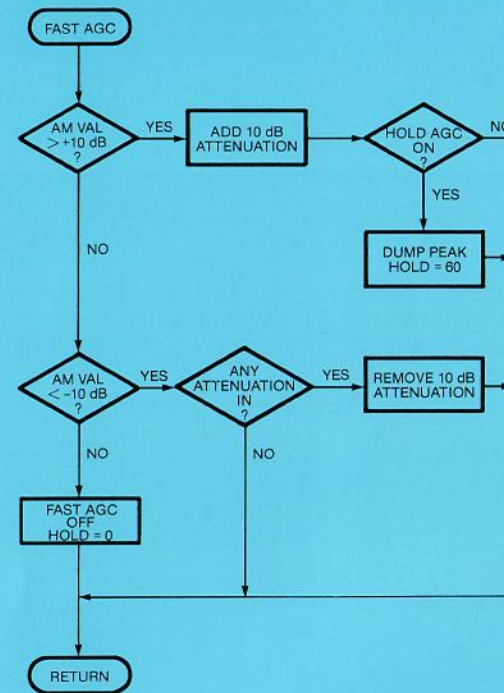 FAST AGC
AM VAL
> +10 dB
?
YES
ADD 10 dB
ATTENUATION
HOLD AGC
ON
?
NO
YES
NO
DUMP PEAK
HOLD = 60
AM VAL
< –10 dB
?
YES
ANY
ATTENUATION
IN
?
YES
REMOVE 10 dB
ATTENUATION
NO
NO
FAST AGC
OFF
HOLD = 0
RETURN